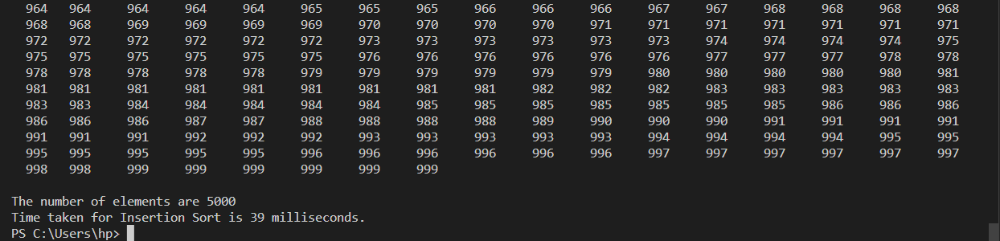 964 964 964 964 964 965 965 965 966 966 966 967 967 968 968 968 968
968 968 969 969 969 969 970 970 970 970 971 971 971 971 971 971 971
972 972 972 972 972 972 973 973 973 973 973 973 974 974 974 974 975
975 975 975 975 975 975 976 976 976 976 976 976 977 977 977 978 978
978 978 978 978 978 979 979 979 979 979 979 980 980 980 980 980 981
981 981 981 981 981 981 981 981 981 982 982 982 983 983 983 983 983
983 983 984 984 984 984 984 985 985 985 985 985 985 985 986 986 986
986 986 986 987 987 988 988 988 988 989 990 990 990 991 991 991 991
991 991 991 992 992 992 993 993 993 993 993 994 994 994 994 995 995
995 995 995 995 995 996 996 996 996 996 996 997 997 997 997 997 997
998 998 999 999 999 999 999 999
The number of elements are 5000
Time taken for Insertion Sort is 39 milliseconds.
PS C:\Users\hp>